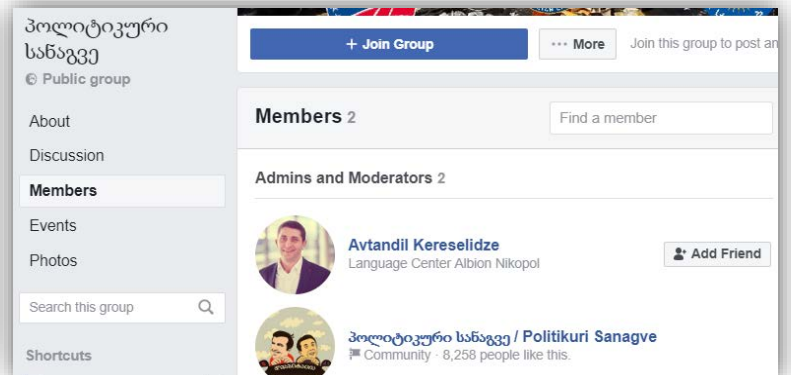 პოლიტიკური
სანაგვე
Public group
About
Discussion
Members
Events
Photos
Search this group
Shortcuts
+ Join Group
••• More
Join this group to post an
Members 2
Find a member
Admins and Moderators 2
Avtandil Kereselidze
Language Center Albion Nikopol
Add Friend
პოლიტიკური სანაგვე / Politikuri Sanagve
Community · 8,258 people like this.